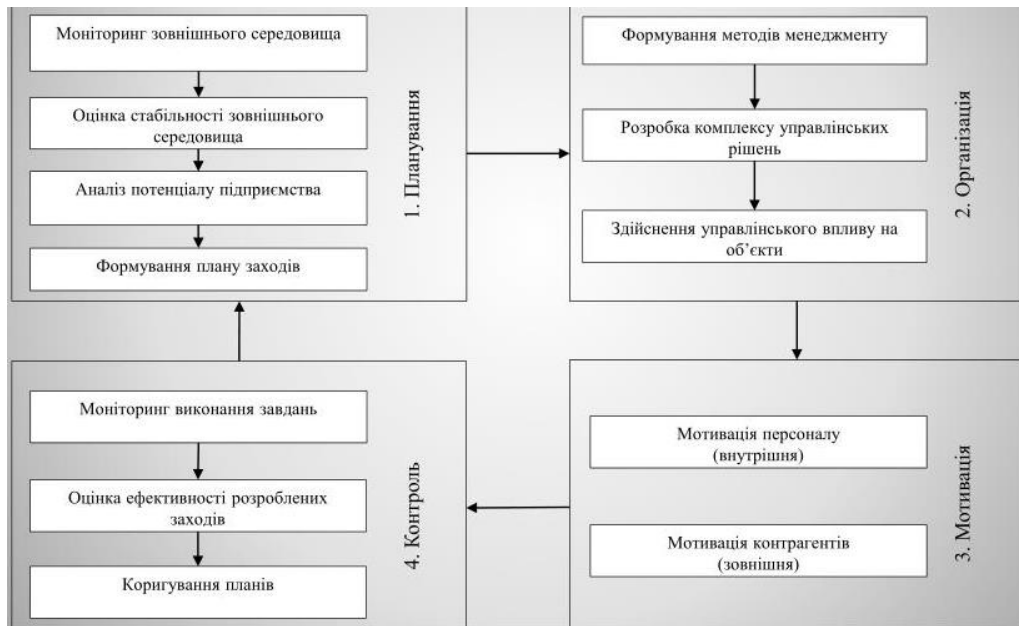 Моніторинг зовнішнього середовища
Оцінка стабільності зовнішнього
середовища
Аналіз потенціалу підприємства
Формування плану заходів
1. Планування
Формування методів менеджменту
Розробка комплексу управлінських
рішень
Здійснення управлінського впливу на
об’єкти
2. Організація
Мотивація персоналу
(внутрішня)
Мотивація контрагентів
(зовнішня)
3. Мотивація
Моніторинг виконання завдань
Оцінка ефективності розроблених
заходів
Коригування планів
4. Контроль